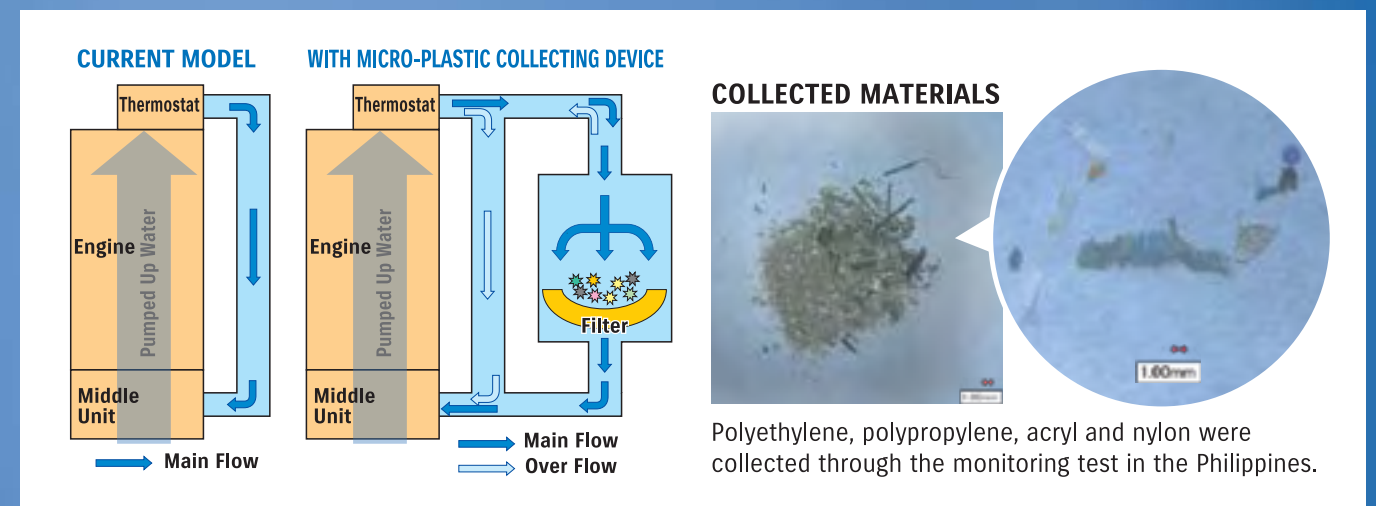 CURRENT MODEL
Thermostat
Engine
Pumped Up Water
Middle
Unit
Main Flow
WITH MICRO-PLASTIC COLLECTING DEVICE
Thermostat
Engine
Pumped Up Water
Filter
Middle
Unit
Main Flow
Over Flow
COLLECTED MATERIALS
1.00mm
Polyethylene, polypropylene, acryl and nylon were
collected through the monitoring test in the Philippines.